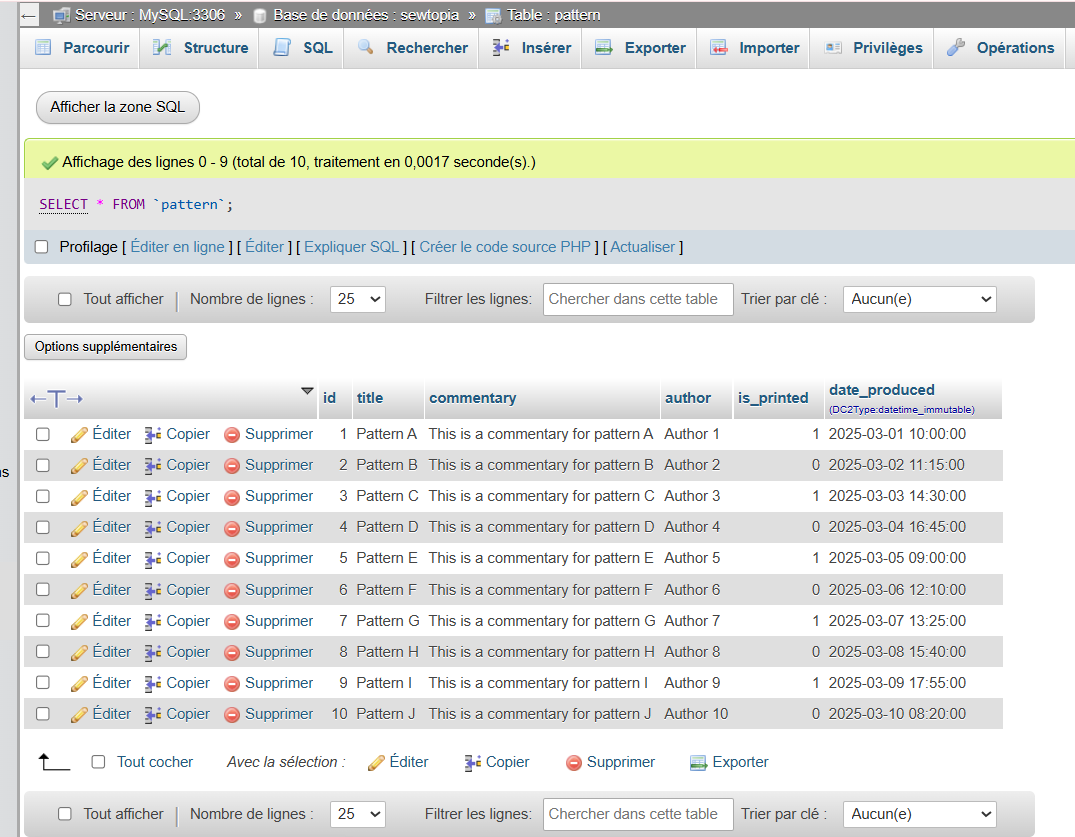 ← Serveur : MySQL:3306 » Base de données : sewtopia » Table : pattern
Parcourir Structure SQL Rechercher Insérer Exporter Importer Privilèges Opérations
Afficher la zone SQL
Affichage des lignes 0 - 9 (total de 10, traitement en 0,0017 seconde(s).)
SELECT * FROM `pattern`;
Profilage [ Éditer en ligne ] [ Éditer ] [ Expliquer SQL ] [ Créer le code source PHP ] [ Actualiser ]
Tout afficher | Nombre de lignes : 25 Filtrer les lignes: Chercher dans cette table Trier par clé : Aucun(e)
Options supplémentaires
←T→ id title commentary author is_printed date_produced
(DC2Type:datetime_immutable)
Éditer Copier Supprimer 1 Pattern A This is a commentary for pattern A Author 1 1 2025-03-01 10:00:00
Éditer Copier Supprimer 2 Pattern B This is a commentary for pattern B Author 2 0 2025-03-02 11:15:00
ns
Éditer Copier Supprimer 3 Pattern C This is a commentary for pattern C Author 3 1 2025-03-03 14:30:00
Éditer Copier Supprimer 4 Pattern D This is a commentary for pattern D Author 4 0 2025-03-04 16:45:00
Éditer Copier Supprimer 5 Pattern E This is a commentary for pattern E Author 5 1 2025-03-05 09:00:00
Éditer Copier Supprimer 6 Pattern F This is a commentary for pattern F Author 6 0 2025-03-06 12:10:00
Éditer Copier Supprimer 7 Pattern G This is a commentary for pattern G Author 7 1 2025-03-07 13:25:00
Éditer Copier Supprimer 8 Pattern H This is a commentary for pattern H Author 8 0 2025-03-08 15:40:00
Éditer Copier Supprimer 9 Pattern I This is a commentary for pattern I Author 9 1 2025-03-09 17:55:00
Éditer Copier Supprimer 10 Pattern J This is a commentary for pattern J Author 10 0 2025-03-10 08:20:00
Tout cocher Avec la sélection : Éditer Copier Supprimer Exporter
Tout afficher | Nombre de lignes : 25 Filtrer les lignes: Chercher dans cette table Trier par clé : Aucun(e)